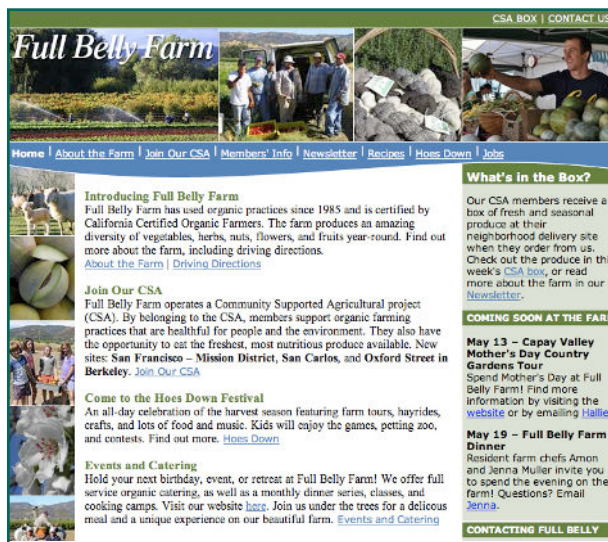 CSA BOX | CONTACT US
Full Belly Farm
Home | About the Farm | Join Our CSA | Members' Info | Newsletter | Recipes | Hoes Down | Jobs
Introducing Full Belly Farm
Full Belly Farm has used organic practices since 1985 and is certified by
California Certified Organic Farmers. The farm produces an amazing
diversity of vegetables, herbs, nuts, flowers, and fruits year-round. Find out
more about the farm, including driving directions.
About the Farm | Driving Directions
Join Our CSA
Full Belly Farm operates a Community Supported Agricultural project
(CSA). By belonging to the CSA, members support organic farming
practices that are healthful for people and the environment. They also have
the opportunity to eat the freshest, most nutritious produce available. New
sites: San Francisco – Mission District, San Carlos, and Oxford Street in
Berkeley. Join Our CSA
Come to the Hoes Down Festival
An all-day celebration of the harvest season featuring farm tours, hayrides,
crafts, and lots of food and music. Kids will enjoy the games, petting zoo,
and contests. Find out more. Hoes Down
Events and Catering
Hold your next birthday, event, or retreat at Full Belly Farm! We offer full
service organic catering, as well as a monthly dinner series, classes, and
cooking camps. Visit our website here. Join us under the trees for a delicous
meal and a unique experience on our beautiful farm. Events and Catering
What's in the Box?
Our CSA members receive a
box of fresh and seasonal
produce at their
neighborhood delivery site
when they order from us.
Check out the produce in this
week's CSA box, or read
more about the farm in our
Newsletter.
COMING SOON AT THE FARM
May 13 – Capay Valley
Mother's Day Country
Gardens Tour
Spend Mother's Day at Full
Belly Farm! Find more
information by visiting the
website or by emailing Hallie
May 19 – Full Belly Farm
Dinner
Resident farm chefs Amon
and Jenna Muller invite you
to spend the evening on the
farm! Questions? Email
Jenna.
CONTACTING FULL BELLY